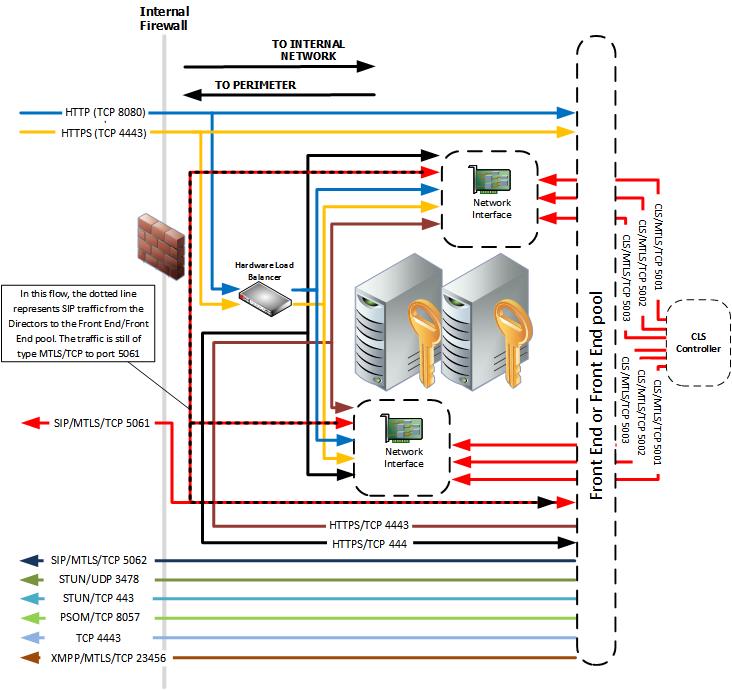 Internal
Firewall
TO INTERNAL
NETWORK
TO PERIMETER
HTTP (TCP 8080)
HTTPS (TCP 4443)
Network
Interface
Hardware Load
Balancer
In this flow, the dotted line
represents SIP traffic from the
Directors to the Front End/Front
End pool. The traffic is still of
type MTLS/TCP to port 5061
CLS/MTLS/TCP 5001
CLS/MTLS/TCP 5002
CLS/MTLS/TCP 5003
Front End or Front End pool
CLS
Controller
CLS/MTLS/TCP 5003
CLS/MTLS/TCP 5002
CLS/MTLS/TCP 5001
SIP/MTLS/TCP 5061
Network
Interface
HTTPS/TCP 4443
HTTPS/TCP 444
SIP/MTLS/TCP 5062
STUN/UDP 3478
STUN/TCP 443
PSOM/TCP 8057
TCP 4443
XMPP/MTLS/TCP 23456